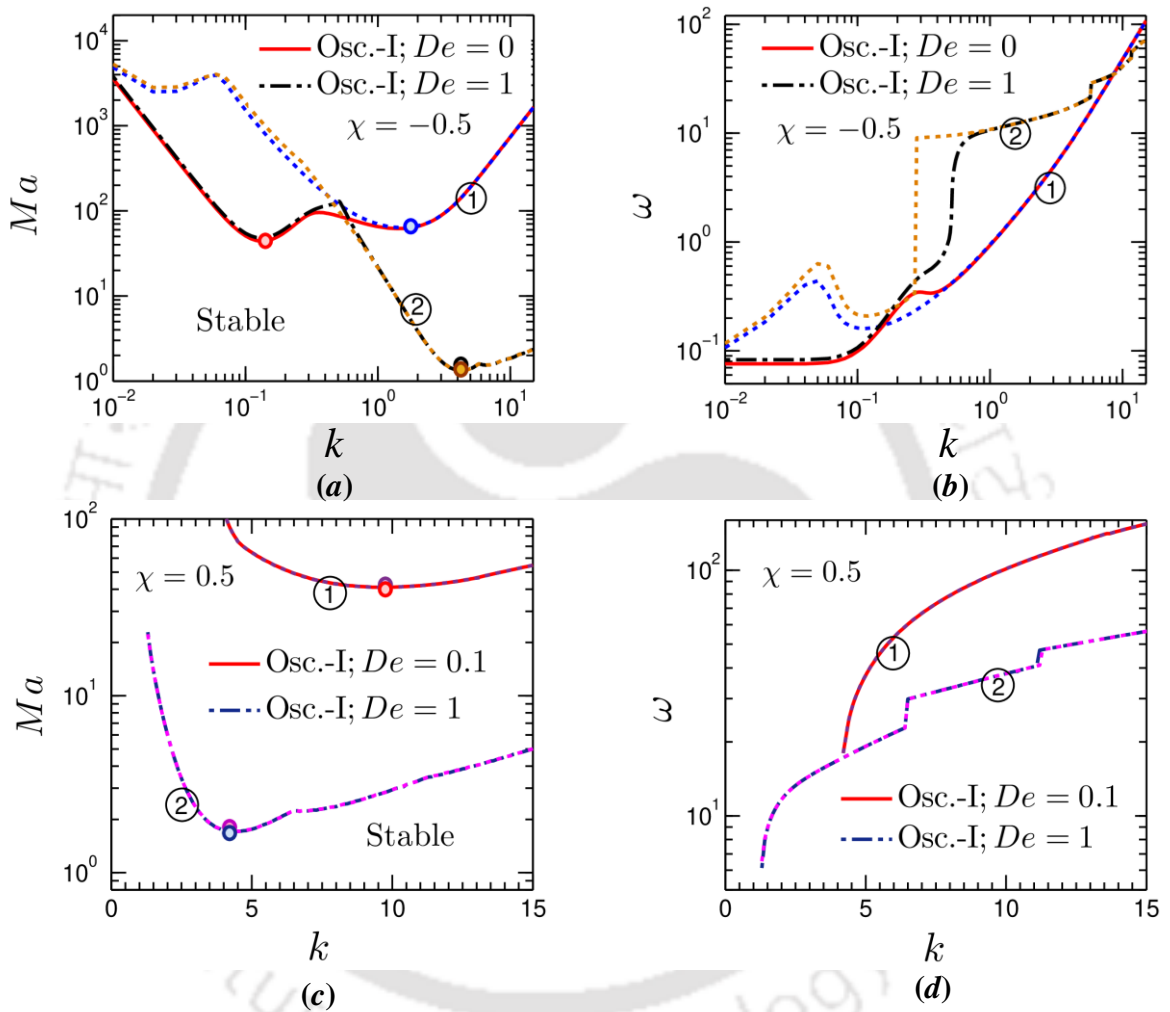 10^4
10^3
10^2
10^1
10^0
Ma
Osc.-I; De = 0
Osc.-I; De = 1
χ = −0.5
①
②
Stable
10^-2
10^-1
10^0
10^1
k
(a)
10^2
10^1
10^0
10^-1
ω
Osc.-I; De = 0
Osc.-I; De = 1
χ = −0.5
②
①
10^-2
10^-1
10^0
10^1
k
(b)
10^2
10^1
10^0
Ma
χ = 0.5
①
Osc.-I; De = 0.1
Osc.-I; De = 1
②
Stable
0 5 10 15
k
(c)
10^2
10^1
ω
χ = 0.5
①
②
Osc.-I; De = 0.1
Osc.-I; De = 1
0 5 10 15
k
(d)